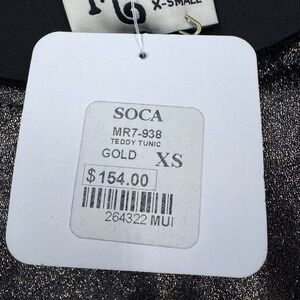 X-SMALL
SOCA
MR7-938
TEDDY TUNIC
GOLD XS
$154.00
264322 MUI